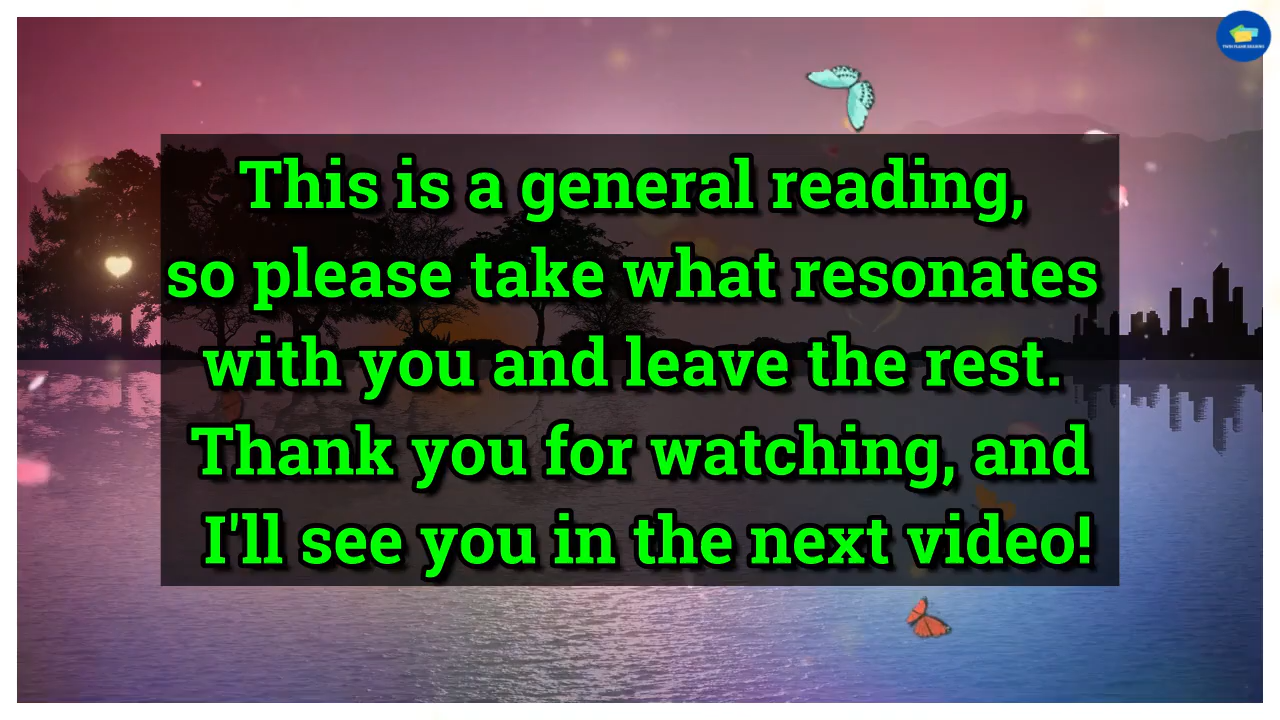 This is a general reading,
so please take what resonates
with you and leave the rest.
Thank you for watching, and
I'll see you in the next video!